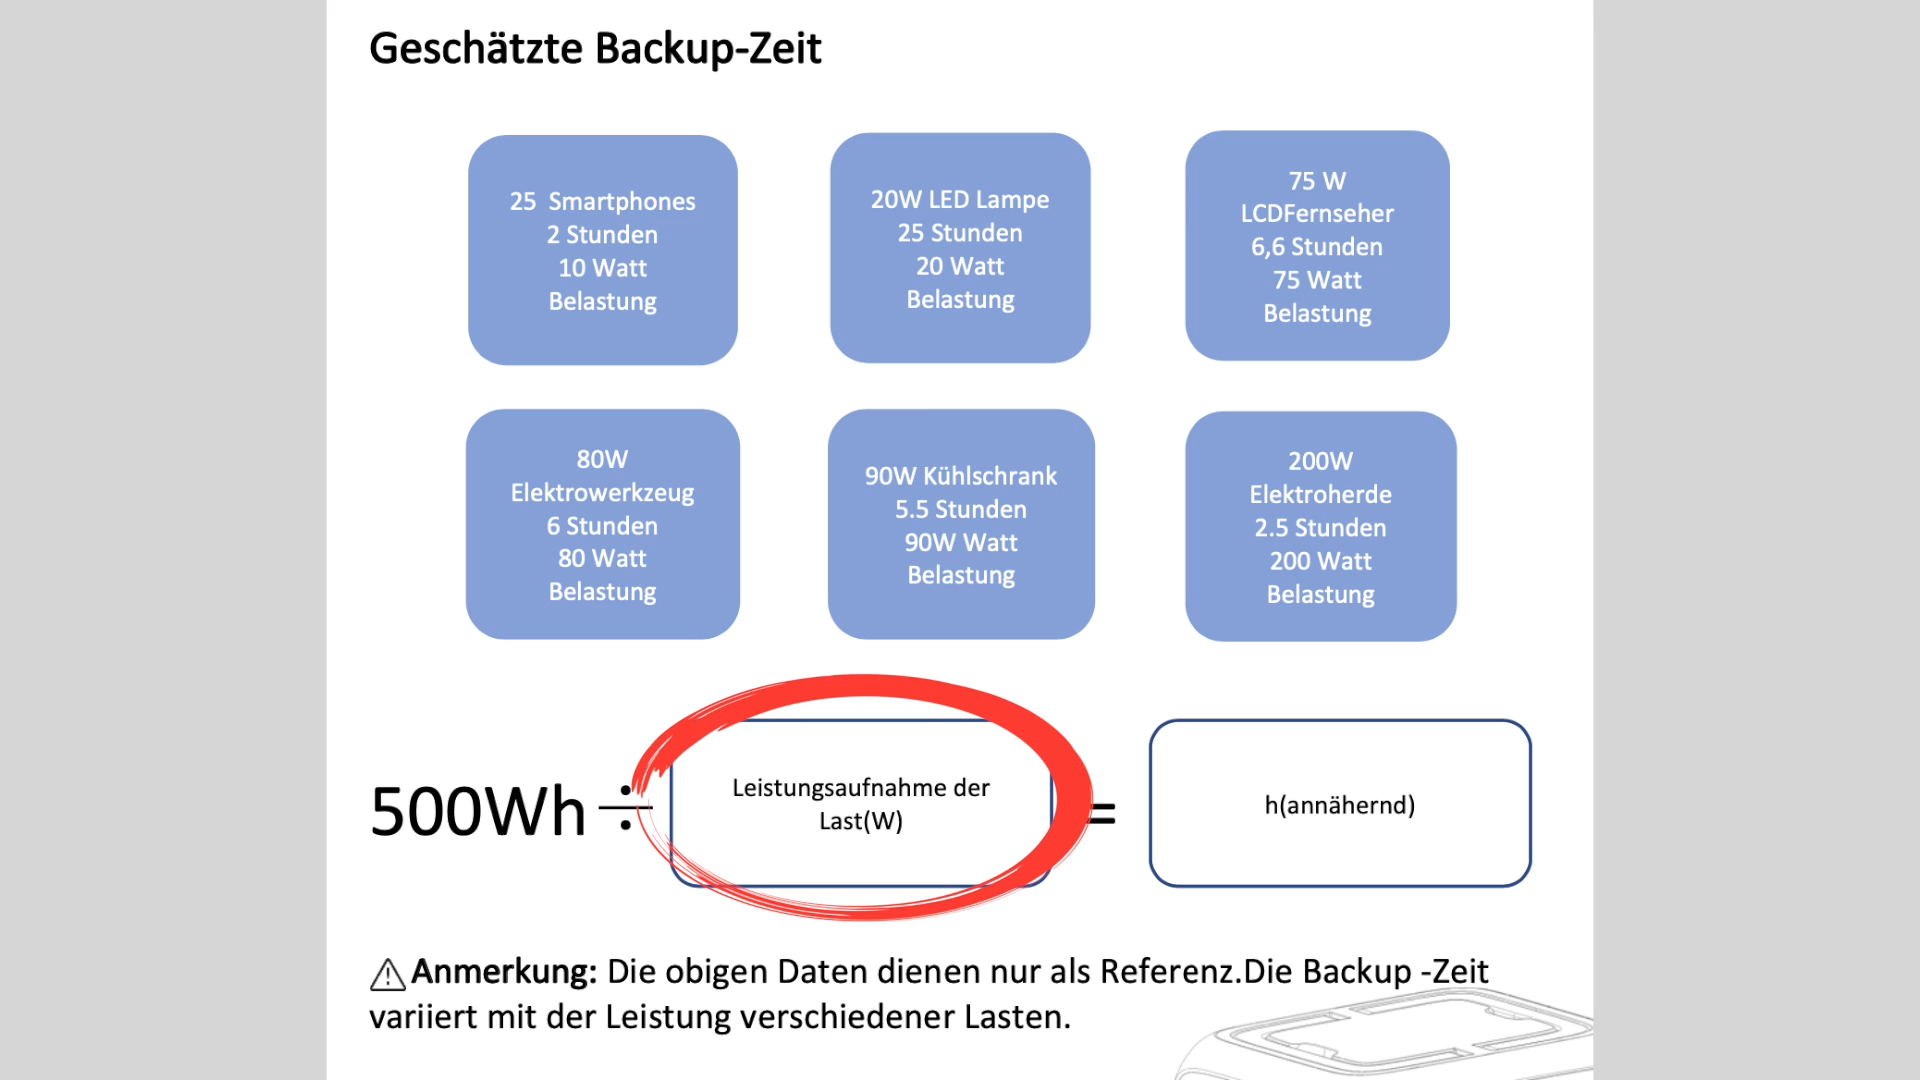 Geschätzte Backup-Zeit
25 Smartphones
2 Stunden
10 Watt
Belastung
20W LED Lampe
25 Stunden
20 Watt
Belastung
75 W
LCDFernseher
6,6 Stunden
75 Watt
Belastung
80W
Elektrowerkzeug
6 Stunden
80 Watt
Belastung
90W Kühlschrank
5.5 Stunden
90W Watt
Belastung
200W
Elektroherde
2.5 Stunden
200 Watt
Belastung
500Wh ÷
Leistungsaufnahme der
Last(W)
=
h(annähernd)
Anmerkung: Die obigen Daten dienen nur als Referenz.Die Backup -Zeit
variiert mit der Leistung verschiedener Lasten.